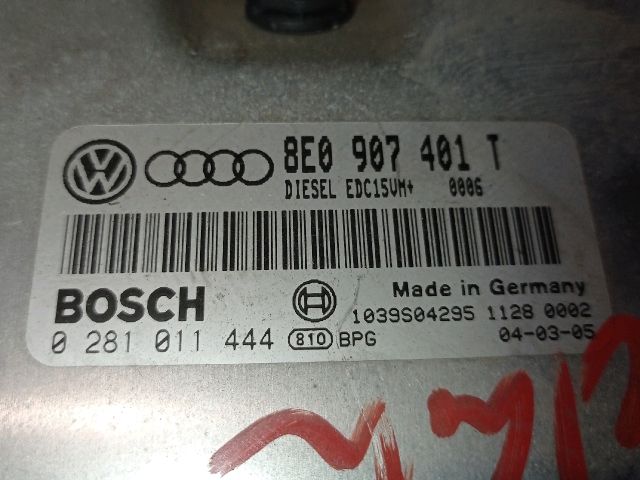 8E0 907 401 T
DIESEL EDC15VM+ 0006
BOSCH
Made in Germany
1039S04295 1128 0002
0 281 011 444 810 BPG 04-03-05